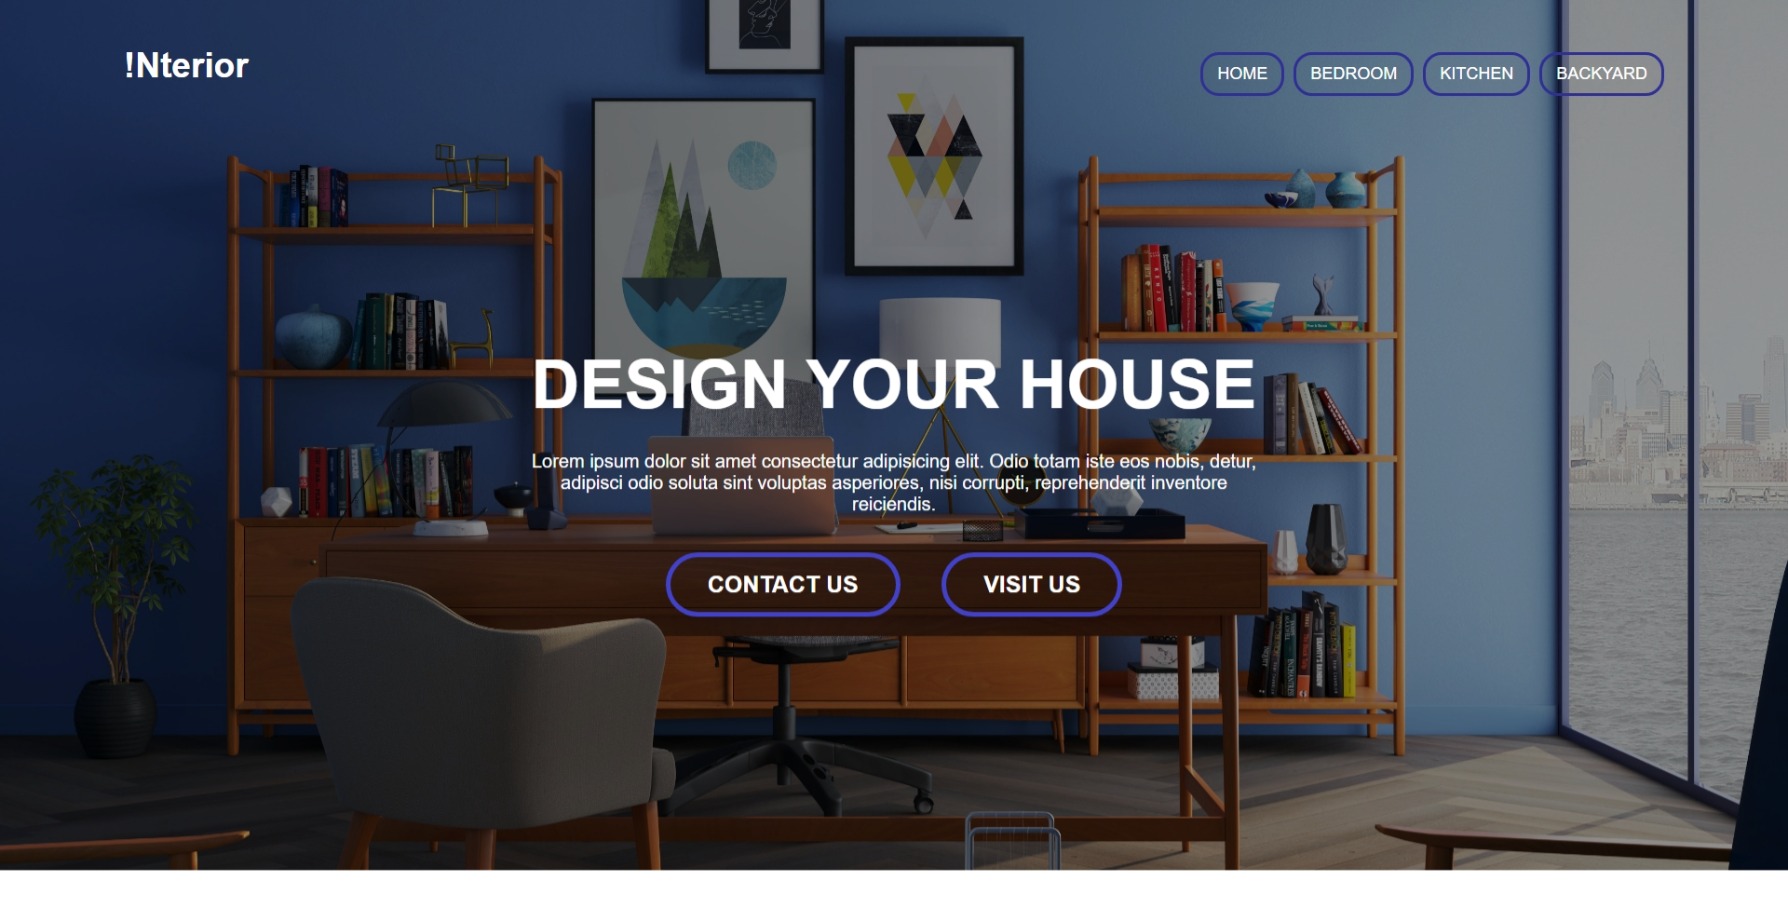 !Nterior
HOME
BEDROOM
KITCHEN
BACKYARD
DESIGN YOUR HOUSE
Lorem ipsum dolor sit amet consectetur adipisicing elit. Odio totam iste eos nobis, detur,
adipisci odio soluta sint voluptas asperiores, nisi corrupti, reprehenderit inventore
reiciendis.
CONTACT US
VISIT US